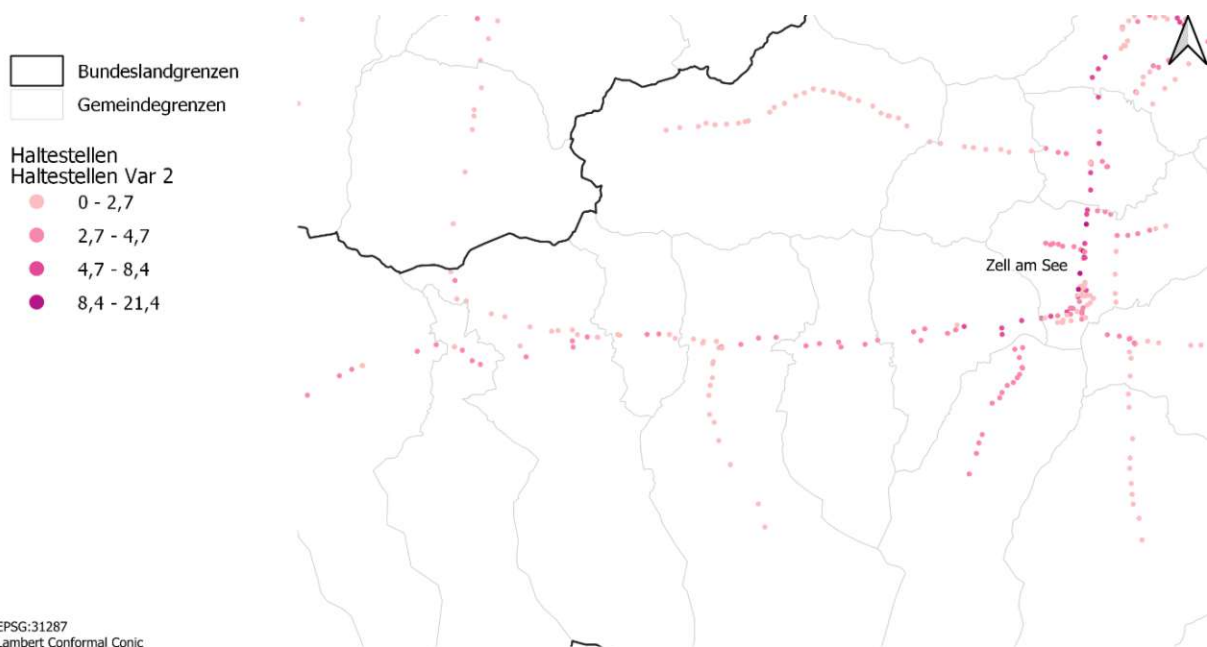 Bundeslandgrenzen
Gemeindegrenzen
Haltestellen
Haltestellen Var 2
0 - 2,7
2,7 - 4,7
4,7 - 8,4
8,4 - 21,4
Zell am See
EPSG:31287
Lambert Conformal Conic